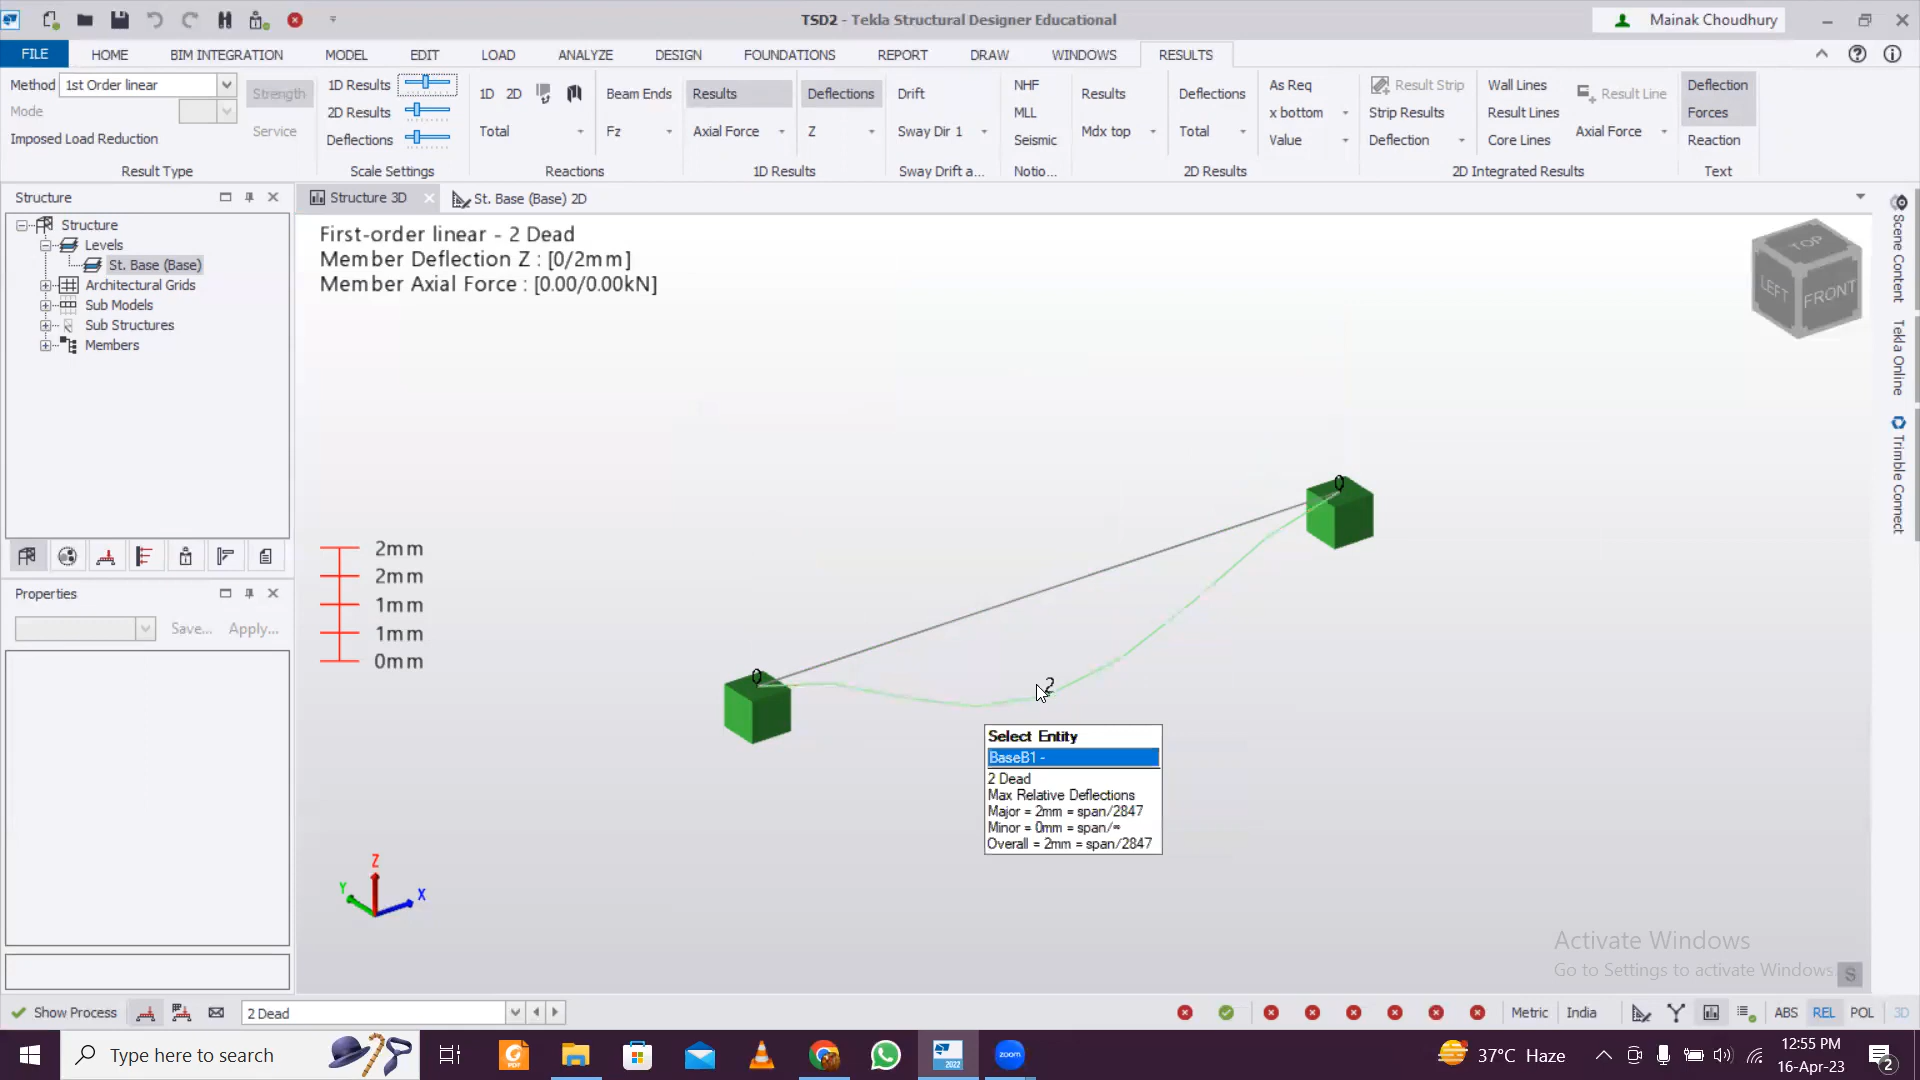 TSD2 - Tekla Structural Designer Educational
Mainak Choudhury
FILE
HOME
BIM INTEGRATION
MODEL
EDIT
LOAD
ANALYZE
DESIGN
FOUNDATIONS
REPORT
DRAW
WINDOWS
RESULTS
Method
1st Order linear
Mode
Imposed Load Reduction
Strength
Service
Result Type
1D Results
2D Results
Deflections
Scale Settings
1D
2D
Beam Ends
Total
Fz
Reactions
Results
Deflections
Axial Force
Z
1D Results
Drift
Sway Dir 1
Sway Drift a...
NHF
MLL
Seismic
Notio...
Results
Deflections
Mdx top
Total
2D Results
As Req
x bottom
Value
Result Strip
Strip Results
Deflection
Wall Lines
Result Lines
Core Lines
Result Line
Axial Force
2D Integrated Results
Deflection
Forces
Reaction
Text
Structure
Structure 3D
St. Base (Base) 2D
Structure
Levels
St. Base (Base)
Architectural Grids
Sub Models
Sub Structures
Members
Properties
Save...
Apply...
First-order linear - 2 Dead
Member Deflection Z : [0/2mm]
Member Axial Force : [0.00/0.00kN]
2mm
2mm
1mm
1mm
0mm
0
0
2
Select Entity
BaseB1 -
2 Dead
Max Relative Deflections
Major = 2mm = span/2847
Minor = 0mm = span/∞
Overall = 2mm = span/2847
Z
Y
X
TOP
LEFT
FRONT
Scene Content
Tekla Online
Trimble Connect
Activate Windows
Go to Settings to activate Windows.
S
Show Process
2 Dead
Metric
India
ABS
REL
POL
3D
Type here to search
PDF
2022
zoom
37°C Haze
12:55 PM
16-Apr-23
2